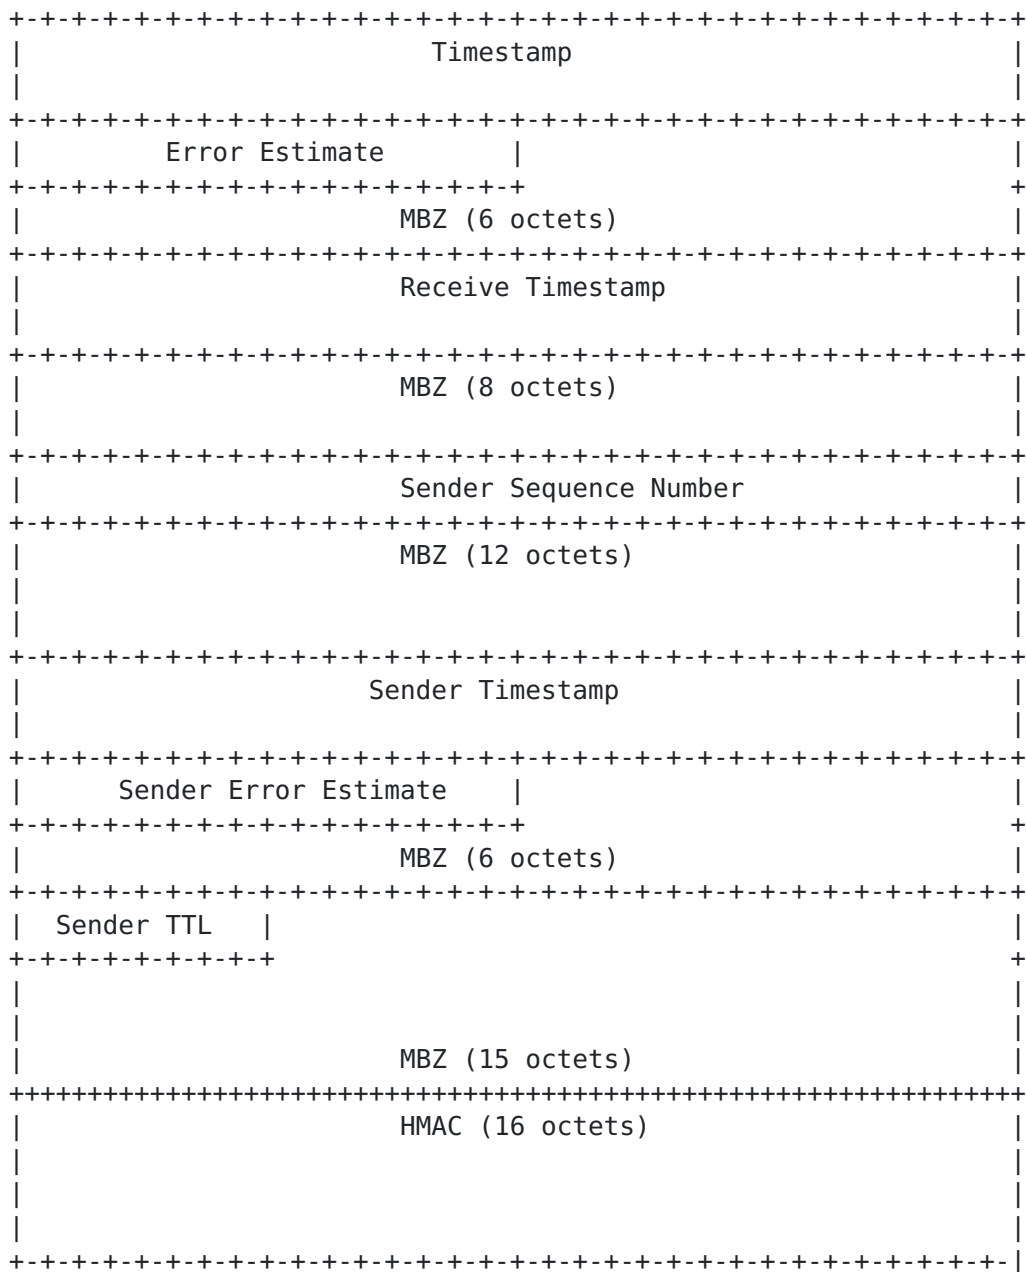 Timestamp
Error Estimate
MBZ (6 octets)
Receive Timestamp
MBZ (8 octets)
Sender Sequence Number
MBZ (12 octets)
Sender Timestamp
Sender Error Estimate
MBZ (6 octets)
Sender TTL
MBZ (15 octets)
HMAC (16 octets)